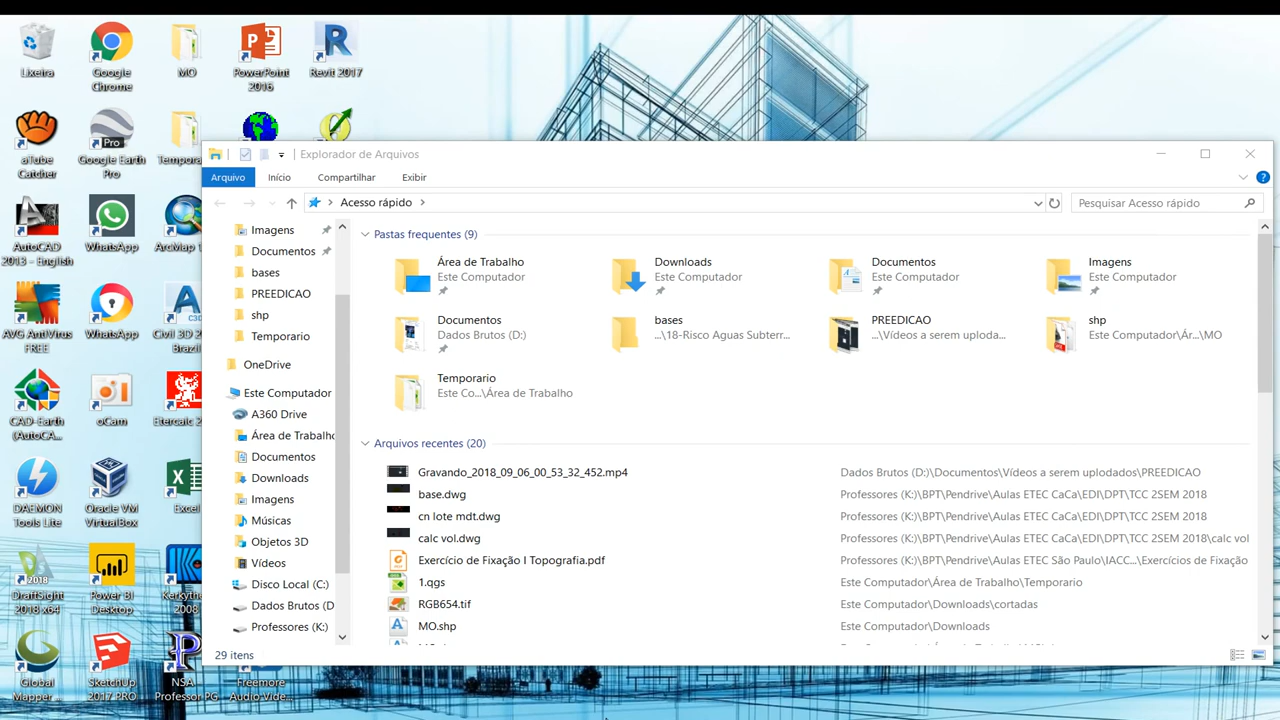 Lixeira
Google Chrome
MO
PowerPoint 2016
Revit 2017
aTube Catcher
Google Earth Pro
Pro
AutoCAD 2013 - English
WhatsApp
AVG AntiVirus FREE
WhatsApp
CAD-Earth (AutoCA...
oCam
DAEMON Tools Lite
Oracle VM VirtualBox
Excel
DraftSight 2018 x64
2018
Power BI Desktop
2008
Global Mapper ...
SketchUp 2017 PRO
NSA Professor PG
Freemore Audio Vide...
Explorador de Arquivos
Arquivo
Início
Compartilhar
Exibir
Acesso rápido
Pesquisar Acesso rápido
Imagens
Documentos
bases
PREEDICAO
shp
Temporario
OneDrive
Este Computador
A360 Drive
Área de Trabalho
Documentos
Downloads
Imagens
Músicas
Objetos 3D
Vídeos
Disco Local (C:)
Dados Brutos (D
Professores (K:)
Pastas frequentes (9)
Área de Trabalho
Este Computador
Downloads
Este Computador
Documentos
Este Computador
Imagens
Este Computador
Documentos
Dados Brutos (D:)
bases
...\18-Risco Aguas Subterr...
PREEDICAO
...\Vídeos a serem uploda...
shp
Este Computador\Ár...\MO
Temporario
Este Co...\Área de Trabalho
Arquivos recentes (20)
Gravando_2018_09_06_00_53_32_452.mp4 Dados Brutos (D:)\Documentos\Vídeos a serem uplodados\PREEDICAO
base.dwg Professores (K:)\BPT\Pendrive\Aulas ETEC CaCa\EDI\DPT\TCC 2SEM 2018
cn lote mdt.dwg Professores (K:)\BPT\Pendrive\Aulas ETEC CaCa\EDI\DPT\TCC 2SEM 2018
calc vol.dwg Professores (K:)\BPT\Pendrive\Aulas ETEC CaCa\EDI\DPT\TCC 2SEM 2018\calc vol
Exercício de Fixação I Topografia.pdf Professores (K:)\BPT\Pendrive\Aulas ETEC São Paulo\IACC...\Exercícios de Fixação
1.qgs Este Computador\Área de Trabalho\Temporario
RGB654.tif Este Computador\Downloads\cortadas
MO.shp Este Computador\Downloads
29 itens